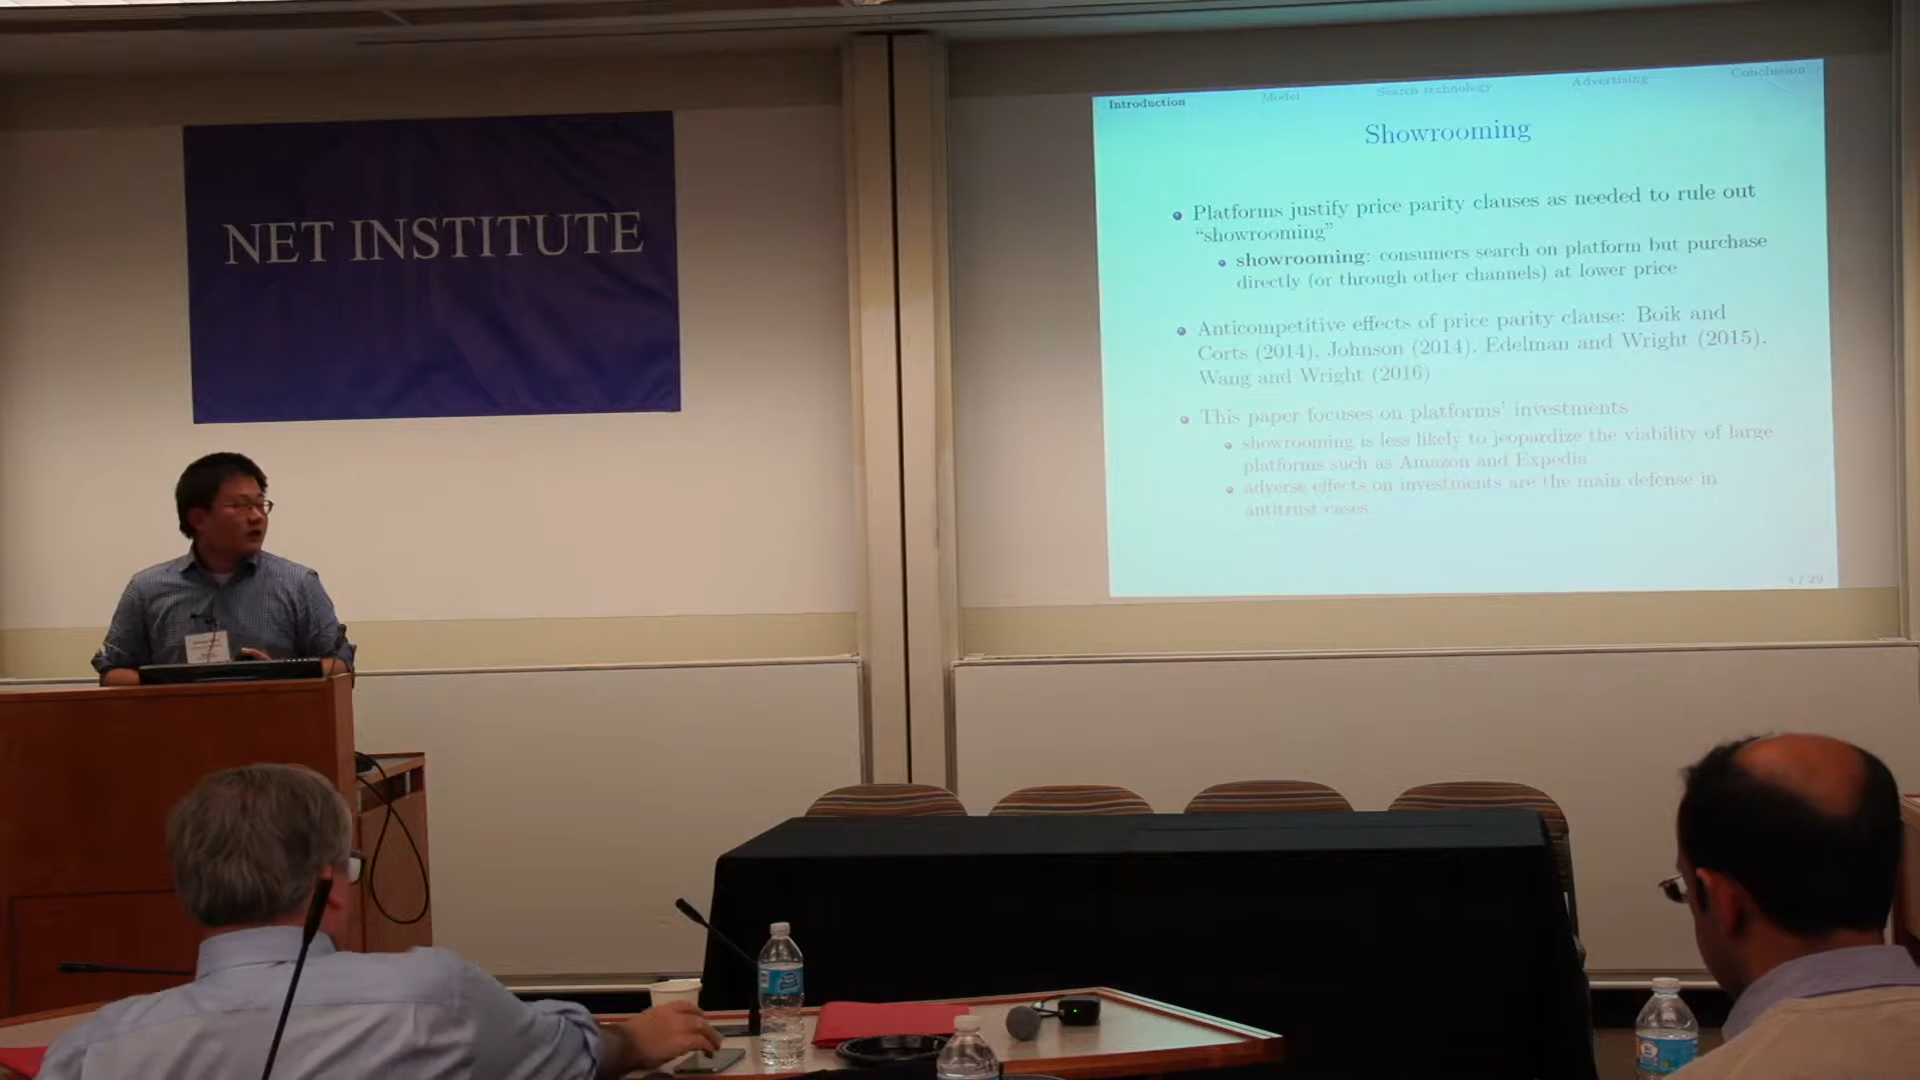 NET INSTITUTE
Introduction Model Search technology Advertising Conclusion
Showrooming
Platforms justify price parity clauses as needed to rule out
“showrooming”
showrooming: consumers search on platform but purchase
directly (or through other channels) at lower price
Anticompetitive effects of price parity clause: Boik and
Corts (2014), Johnson (2014), Edelman and Wright (2015),
Wang and Wright (2016)
This paper focuses on platforms' investments
showrooming is less likely to jeopardize the viability of large
platforms such as Amazon and Expedia
adverse effects on investments are the main defense in
antitrust cases